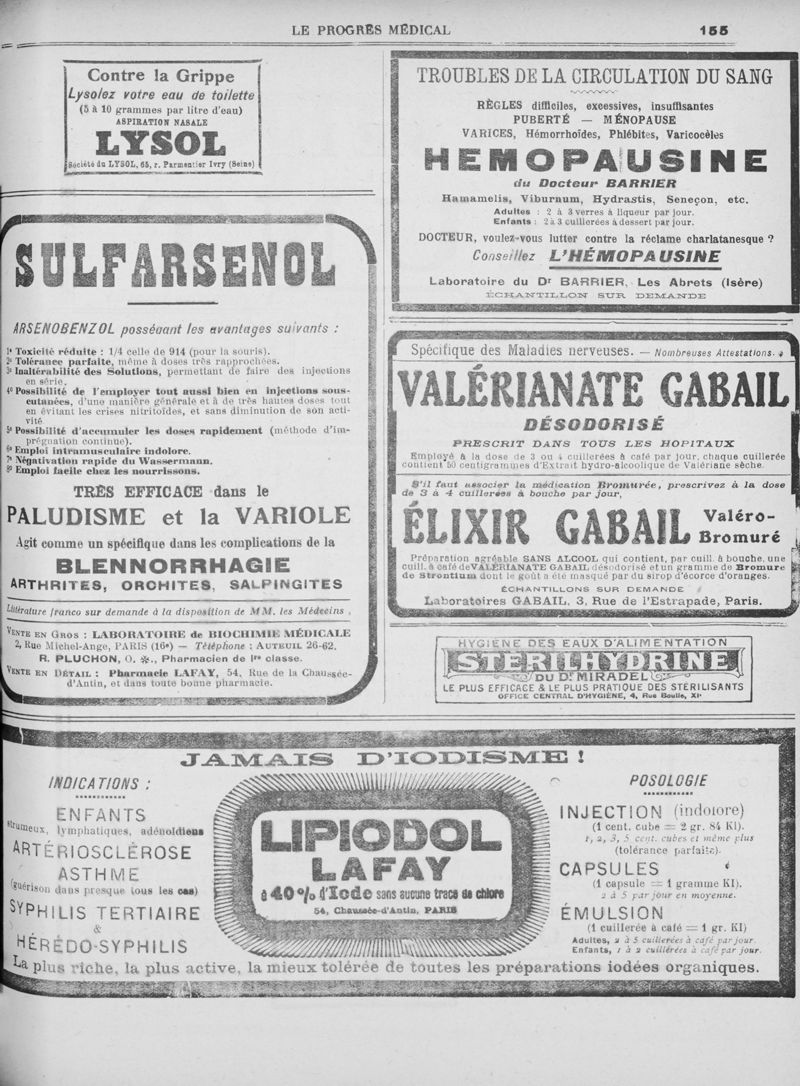 LE PROGRÈS MÉDICAL
155
Contre la Grippe
Lysolez votre eau de toilette
(5 à 10 grammes par litre d'eau)
ASPIRATION NASALE
LYSOL
Société du LYSOL, 65, r. Parmentier Ivry (Seine)
SULFARSENOL
ARSENOBENZOL possédant les avantages suivants :
1º Toxicité réduite : 1/4 celle de 914 (pour la souris).
2º Tolérance parfaite, même à doses très rapprochées.
3º Inaltérabilité des Solutions, permettant de faire des injections
en série.
4º Possibilité de l'employer tout aussi bien en injections sous-
cutanées, d'une manière générale et à de très hautes doses tout
en évitant les crises nitritoïdes, et sans diminution de son acti-
vité.
5º Possibilité d'accumuler les doses rapidement (méthode d'im-
prégnation continue).
6º Emploi intramusculaire indolore.
7º Négativation rapide du Wassermann.
8º Emploi facile chez les nourrissons.
TRÈS EFFICACE dans le
PALUDISME et la VARIOLE
Agit comme un spécifique dans les complications de la
BLENNORRHAGIE
ARTHRITES, ORCHITES, SALPINGITES
Littérature franco sur demande à la disposition de MM. les Médecins.
VENTE EN GROS : LABORATOIRE de BIOCHIMIE MÉDICALE
2, Rue Michel-Ange, PARIS (16e) — Téléphone : AUTEUIL 26-62.
R. PLUCHON, O. ✻., Pharmacien de 1re classe.
VENTE EN DÉTAIL : Pharmacie LAFAY, 54, Rue de la Chaussée-
d'Antin, et dans toute bonne pharmacie.
TROUBLES DE LA CIRCULATION DU SANG
RÈGLES difficiles, excessives, insuffisantes
PUBERTÉ — MÉNOPAUSE
VARICES, Hémorrhoïdes, Phlébites, Varicocèles
HEMOPAUSINE
du Docteur BARRIER
Hamamelis, Viburnum, Hydrastis, Seneçon, etc.
Adultes : 2 à 3 verres à liqueur par jour.
Enfants : 2 à 3 cuillerées à dessert par jour.
DOCTEUR, voulez-vous lutter contre la réclame charlatanesque ?
Conseillez L'HÉMOPAUSINE
Laboratoire du Dr BARRIER, Les Abrets (Isère)
ÉCHANTILLON SUR DEMANDE
Spécifique des Maladies nerveuses. — Nombreuses Attestations.
VALÉRIANATE GABAIL
DÉSODORISÉ
PRESCRIT DANS TOUS LES HOPITAUX
Employé à la dose de 3 ou 4 cuillerées à café par jour, chaque cuillerée
contient 50 centigrammes d'Extrait hydro-alcoolique de Valériane sèche.
S'il faut associer la médication Bromurée, prescrivez à la dose
de 3 à 4 cuillerées à bouche par jour,
ÉLIXIR GABAIL Valéro-
Bromuré
Préparation agréable SANS ALCOOL qui contient, par cuill. à bouche, une
cuill. à café de VALÉRIANATE GABAIL désodorisé et un gramme de Bromure
de Strontium dont le goût a été masqué par du sirop d'écorce d'oranges.
ÉCHANTILLONS SUR DEMANDE
Laboratoires GABAIL, 3, Rue de l'Estrapade, Paris.
HYGIÈNE DES EAUX D'ALIMENTATION
STÉRILHYDRINE
DU Dr MIRADEL
LE PLUS EFFICACE & LE PLUS PRATIQUE DES STÉRILISANTS
OFFICE CENTRAL D'HYGIÈNE, 4, Rue Boulle, XIe
JAMAIS D'IODISME !
INDICATIONS :
ENFANTS
strumeux, lymphatiques, adénoïdiens
ARTÉRIOSCLÉROSE
ASTHME
(guérison dans presque tous les cas)
SYPHILIS TERTIAIRE
&
HÉRÉDO-SYPHILIS
LIPIODOL
LAFAY
à 40% d'Iode sans aucune trace de chlore
54, Chaussée-d'Antin, PARIS
POSOLOGIE
INJECTION (indolore)
(1 cent. cube = 2 gr. 84 KI).
1, 2, 3, 5 cent. cubes et même plus
(tolérance parfaite).
CAPSULES
(1 capsule = 1 gramme KI).
2 à 5 par jour en moyenne.
ÉMULSION
(1 cuillerée à café = 1 gr. KI)
Adultes, 2 à 5 cuillerées à café par jour.
Enfants, 1 à 2 cuillérées à café par jour.
La plus riche, la plus active, la mieux tolérée de toutes les préparations iodées organiques.